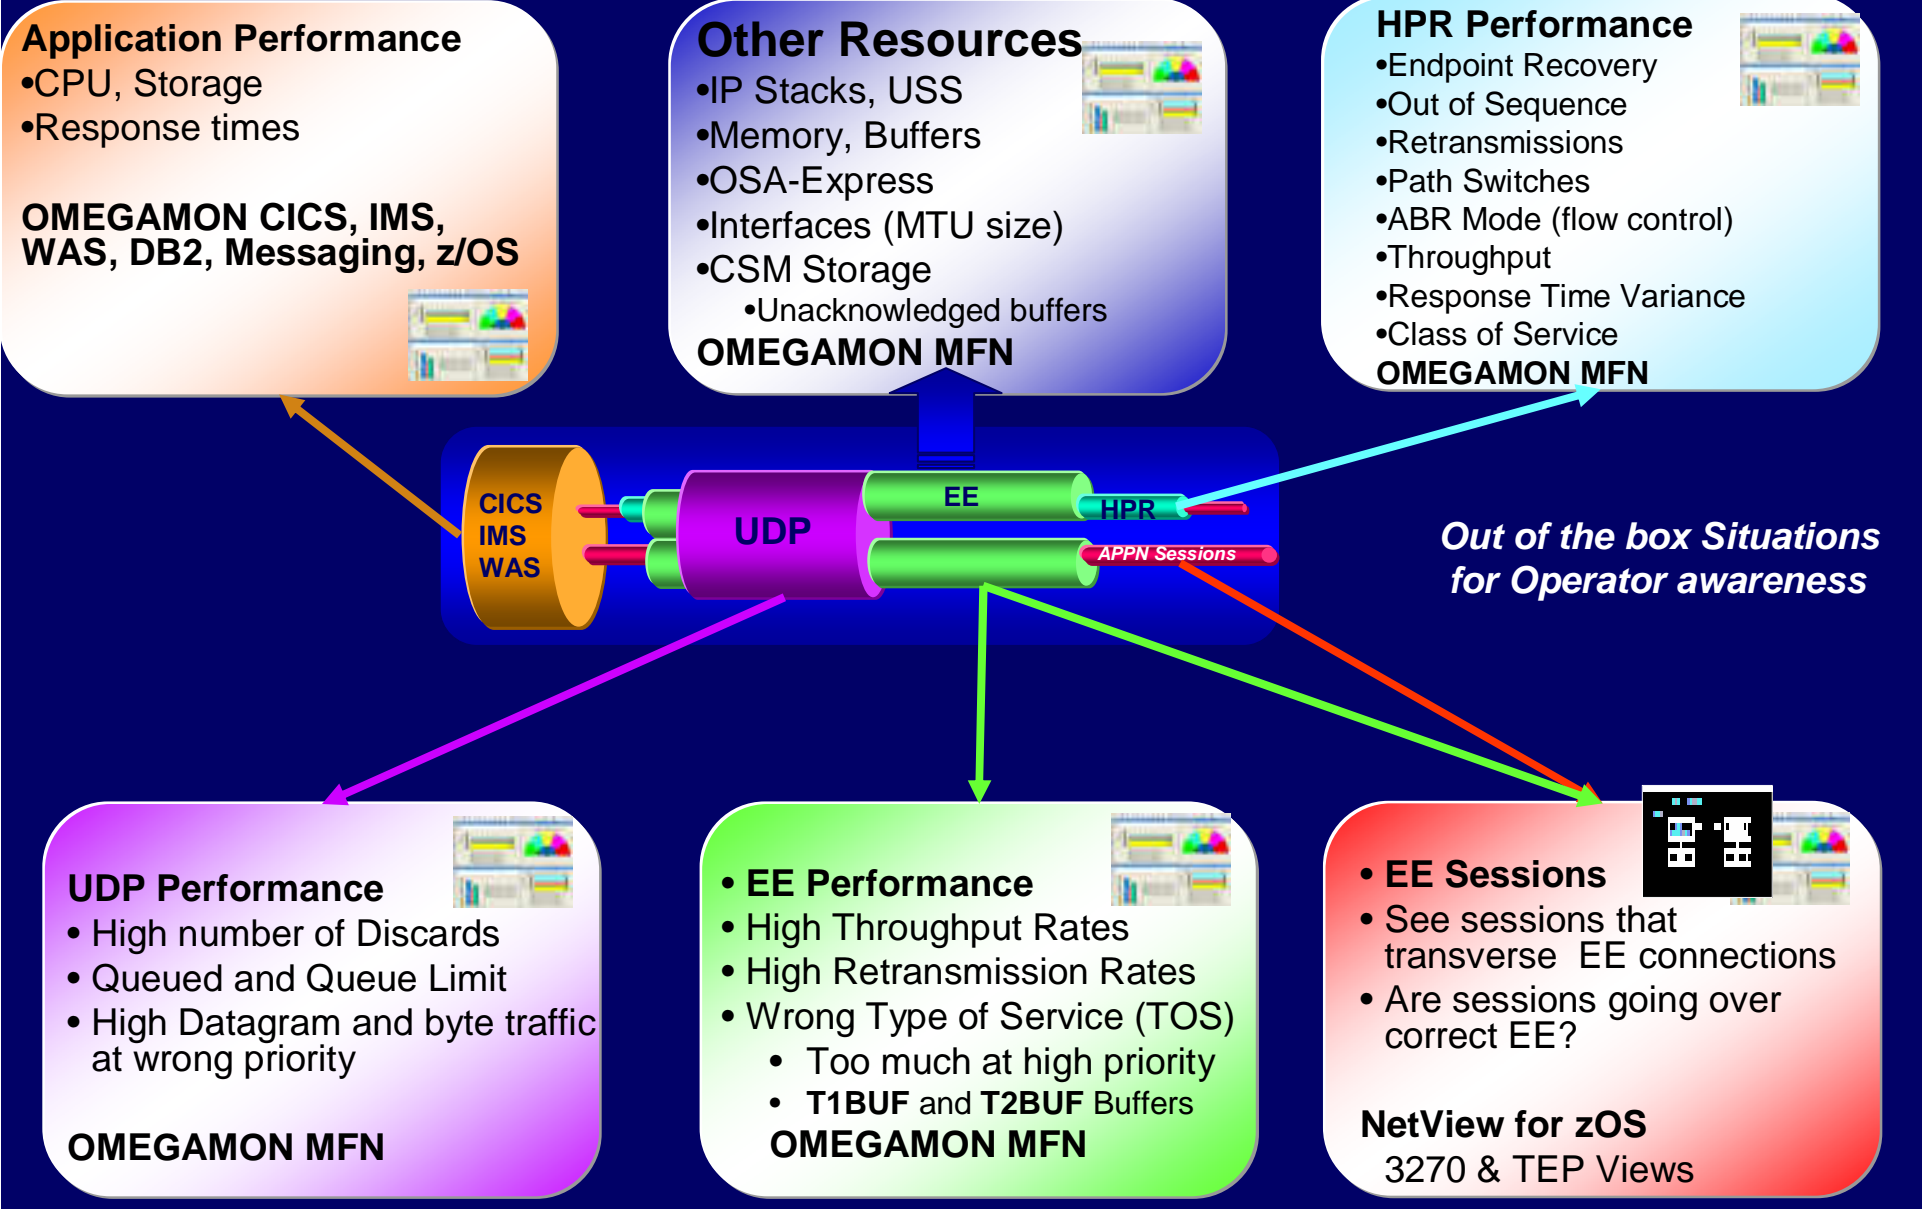 Application Performance
•CPU, Storage
•Response times
OMEGAMON CICS, IMS,
WAS, DB2, Messaging, z/OS
Other Resources
•IP Stacks, USS
•Memory, Buffers
•OSA-Express
•Interfaces (MTU size)
•CSM Storage
•Unacknowledged buffers
OMEGAMON MFN
HPR Performance
•Endpoint Recovery
•Out of Sequence
•Retransmissions
•Path Switches
•ABR Mode (flow control)
•Throughput
•Response Time Variance
•Class of Service
OMEGAMON MFN
CICS
IMS
WAS
UDP
EE
HPR
APPN Sessions
Out of the box Situations
for Operator awareness
UDP Performance
• High number of Discards
• Queued and Queue Limit
• High Datagram and byte traffic
at wrong priority
OMEGAMON MFN
• EE Performance
• High Throughput Rates
• High Retransmission Rates
• Wrong Type of Service (TOS)
• Too much at high priority
• T1BUF and T2BUF Buffers
OMEGAMON MFN
• EE Sessions
• See sessions that
transverse EE connections
• Are sessions going over
correct EE?
NetView for zOS
3270 & TEP Views